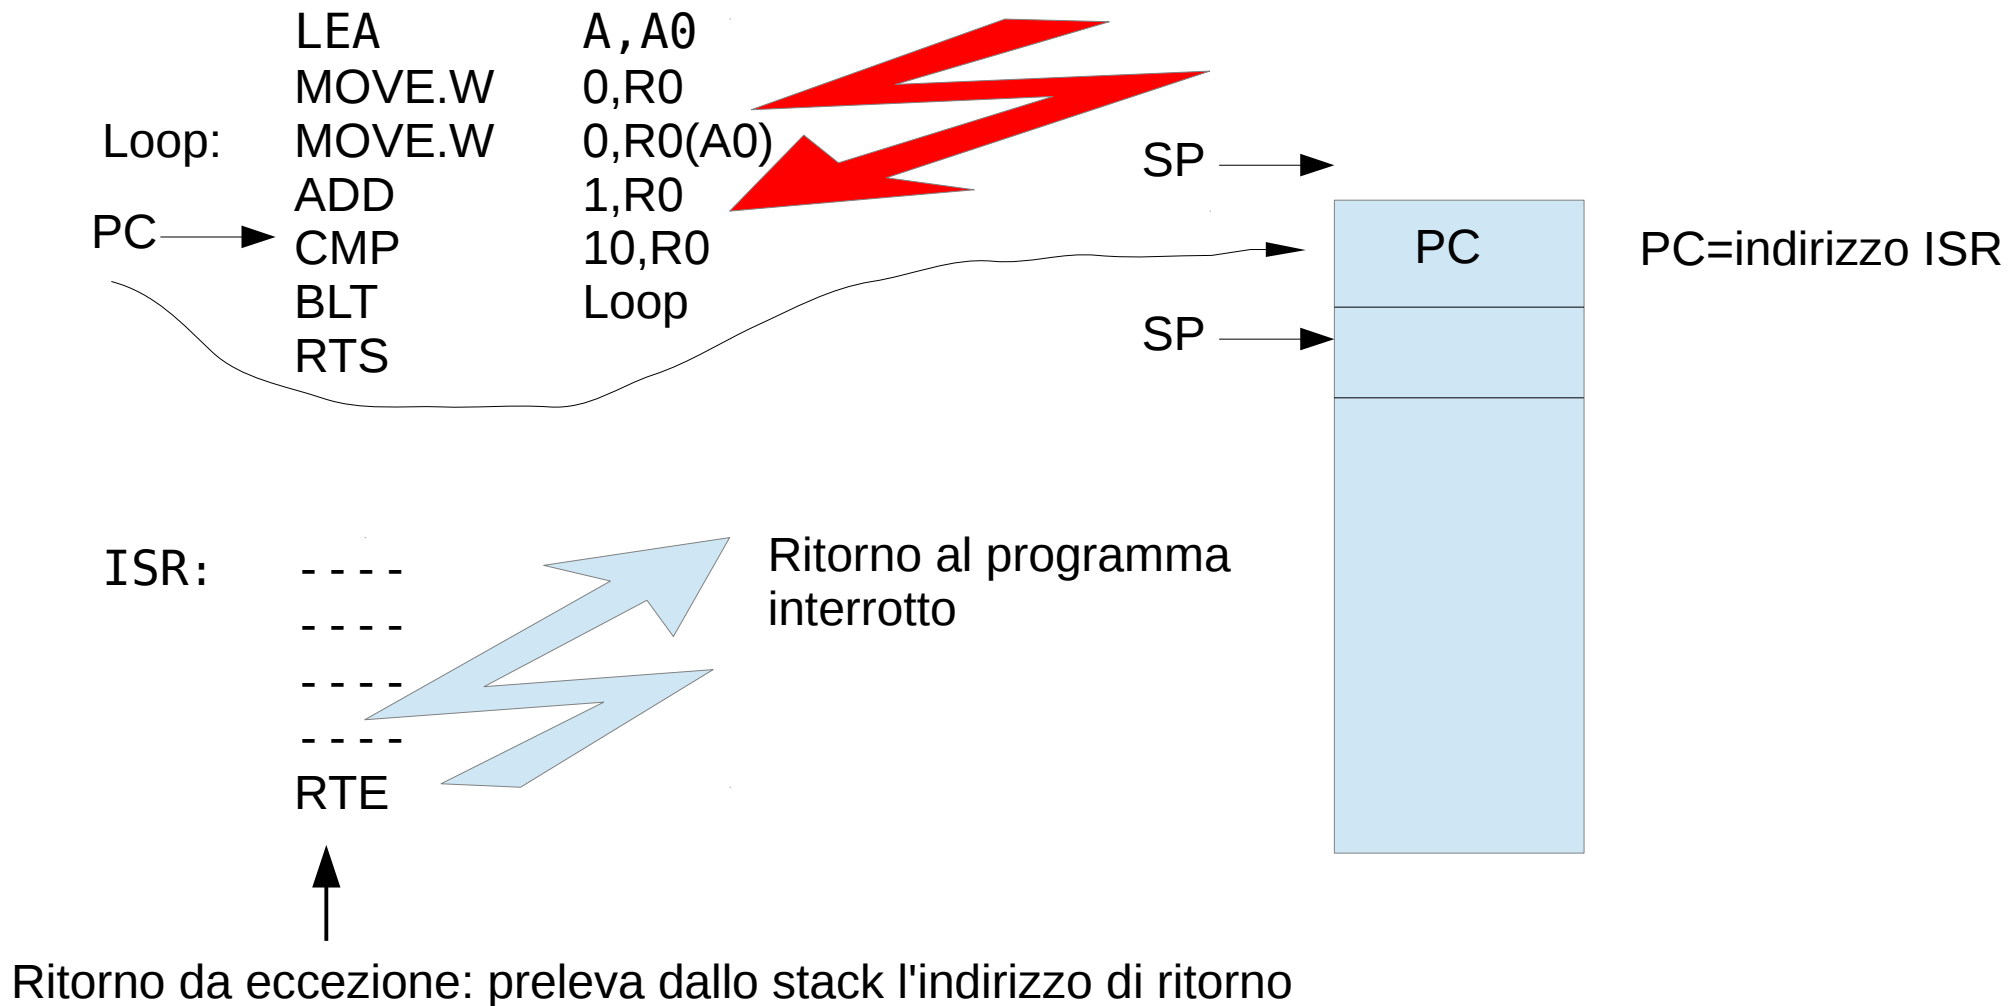 LEA A,A0
MOVE.W 0,R0
Loop: MOVE.W 0,R0(A0)
ADD 1,R0
PC CMP 10,R0
BLT Loop
RTS
SP
PC
PC=indirizzo ISR
SP
ISR: ----
----
----
----
RTE
Ritorno al programma
interrotto
Ritorno da eccezione: preleva dallo stack l'indirizzo di ritorno